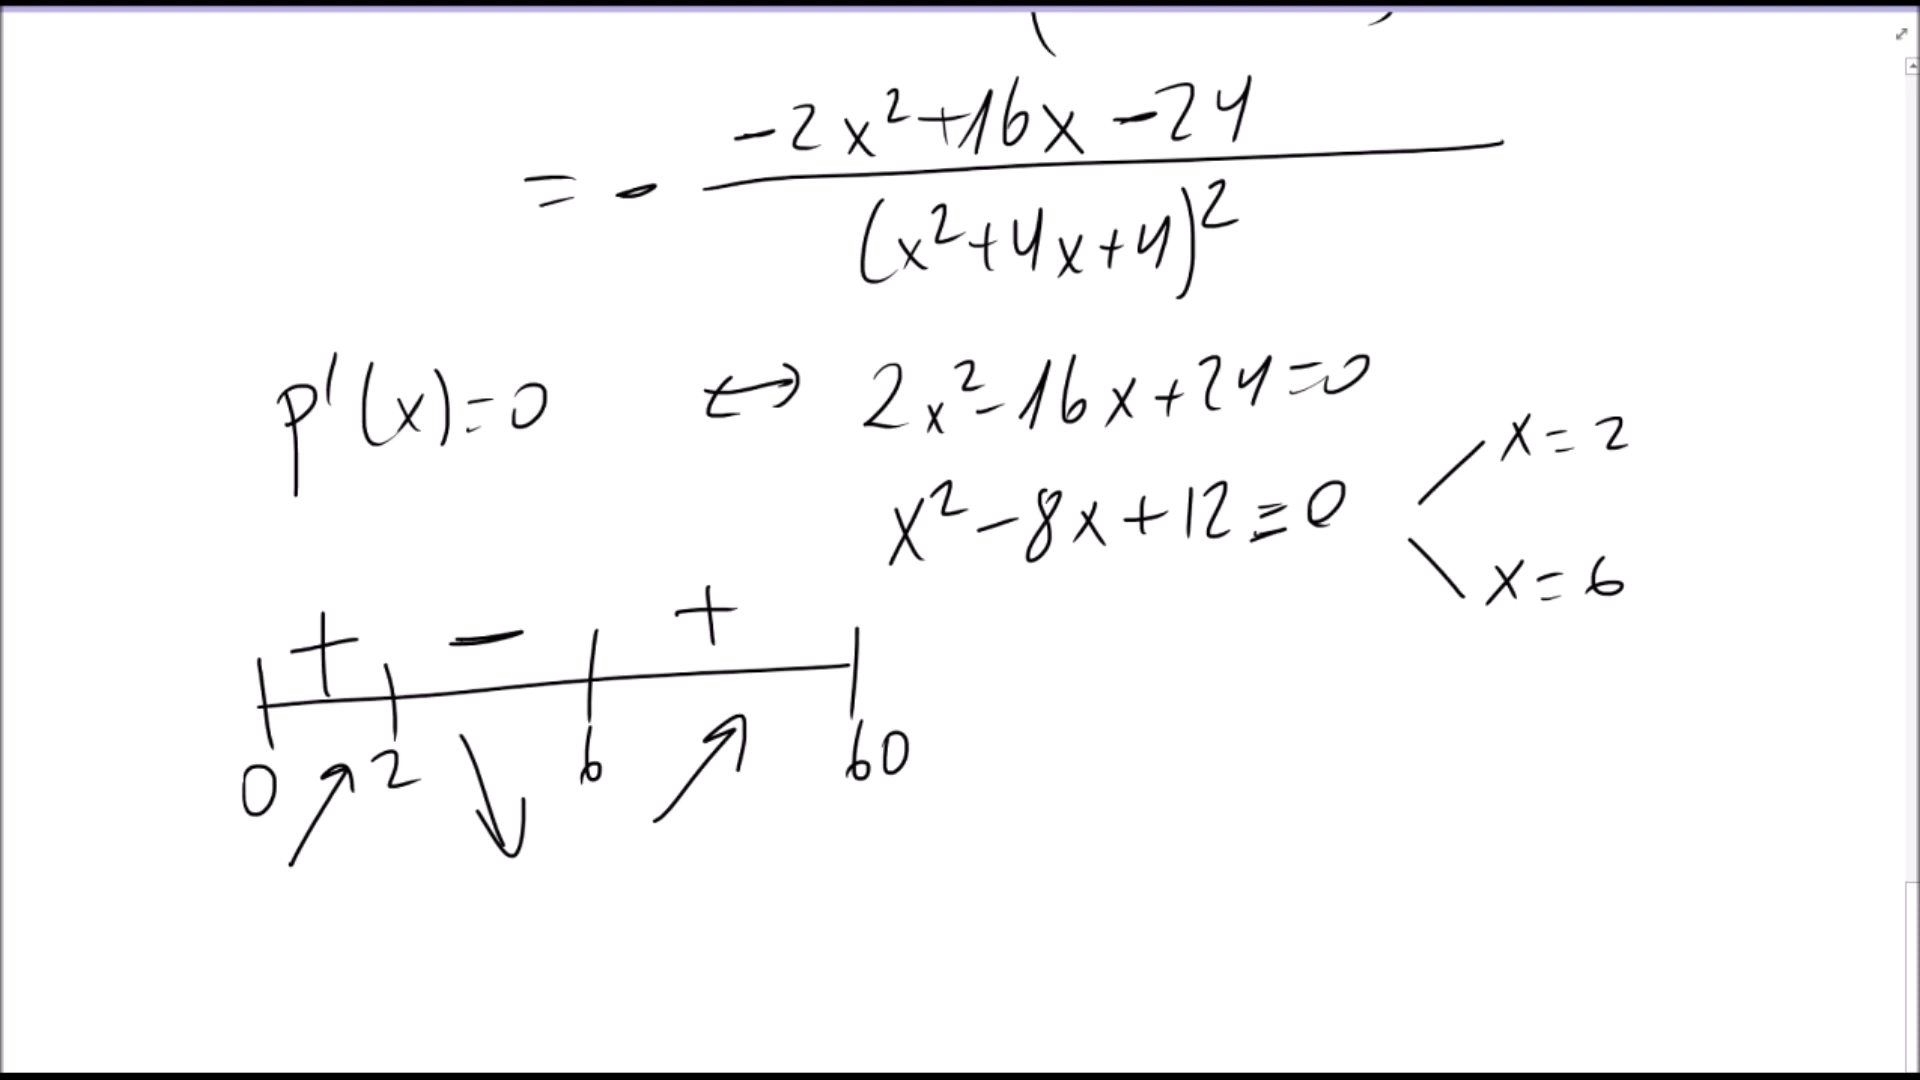 = - (-2x²+16x-24)/(x²+4x+4)²
p'(x)=0 ↔ 2x²-16x+24=0
x²-8x+12=0
x=2
x=6
+ - +
0 2 6 60